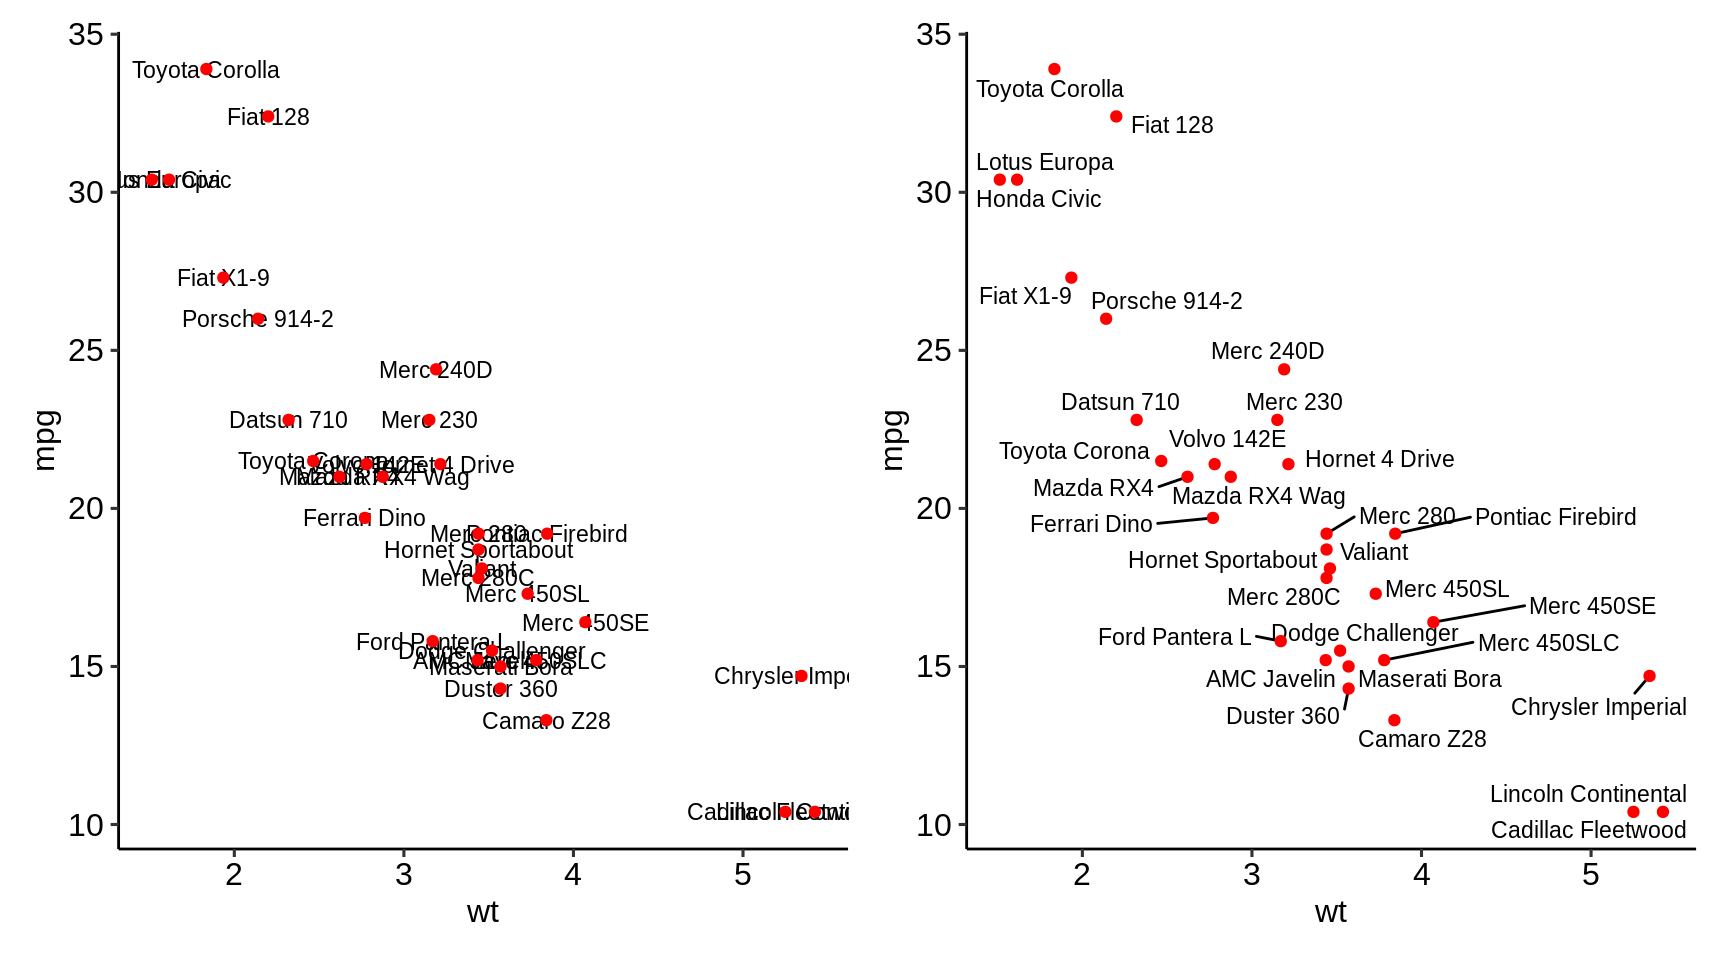 35
30
25
20
15
10
mpg
Toyota Corolla
Fiat 128
Fiat X1-9
Porsche 914-2
Merc 240D
Datsun 710
Merc 230
Ferrari Dino
Hornet Sportabout
Merc 280C
Merc 450SL
Merc 450SE
Duster 360
Camaro Z28
2
3
4
5
wt
35
30
25
20
15
10
mpg
Toyota Corolla
Fiat 128
Lotus Europa
Honda Civic
Fiat X1-9
Porsche 914-2
Merc 240D
Datsun 710
Merc 230
Volvo 142E
Toyota Corona
Hornet 4 Drive
Mazda RX4
Mazda RX4 Wag
Ferrari Dino
Merc 280
Pontiac Firebird
Hornet Sportabout
Valiant
Merc 280C
Merc 450SL
Merc 450SE
Ford Pantera L
Dodge Challenger
Merc 450SLC
AMC Javelin
Maserati Bora
Duster 360
Chrysler Imperial
Camaro Z28
Lincoln Continental
Cadillac Fleetwood
2
3
4
5
wt